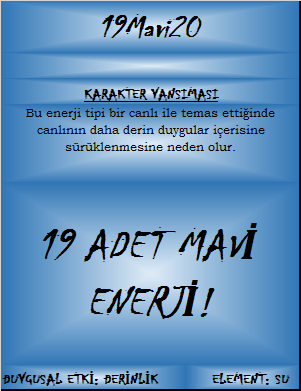 19Mavi20
KARAKTER YANSIMASI
Bu enerji tipi bir canlı ile temas ettiğinde
canlının daha derin duygular içerisine
sürüklenmesine neden olur.
19 ADET MAVİ
ENERJİ!
DUYGUSAL ETKİ: DERİNLİK ELEMENT: SU